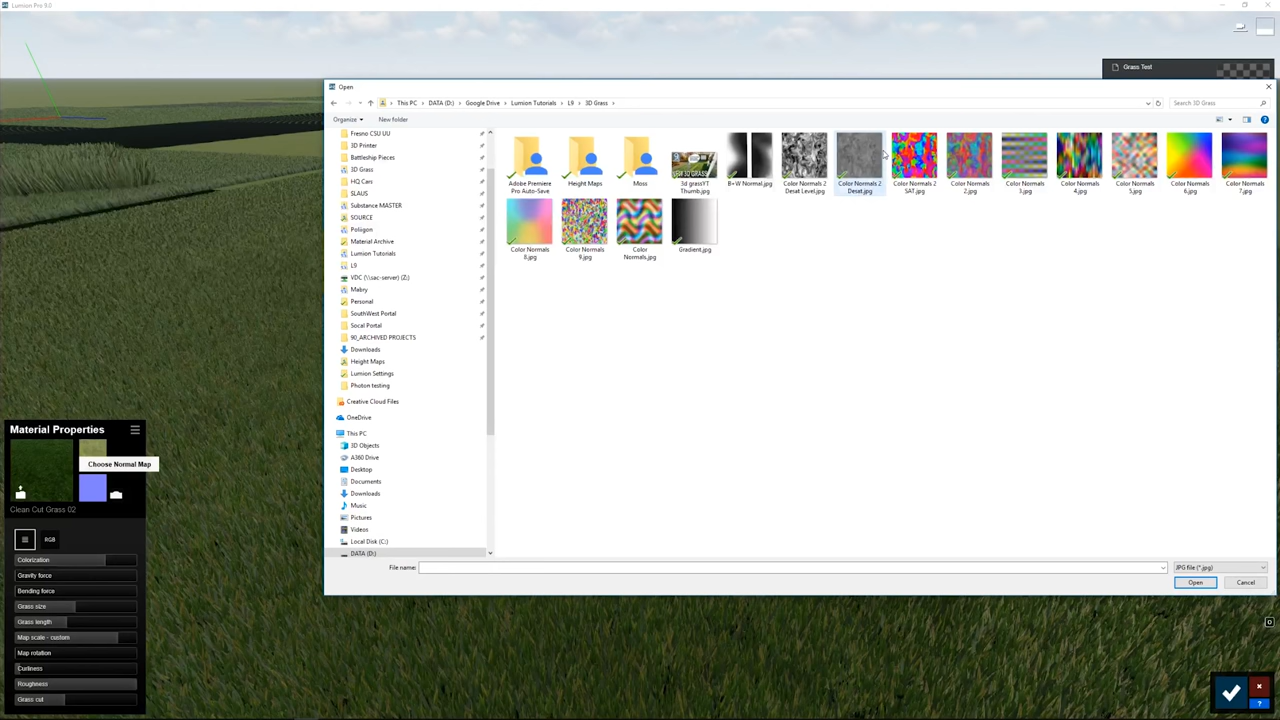 Lumion Pro 9.0
Grass Test
Open
This PC > DATA (D:) > Google Drive > Lumion Tutorials > L9 > 3D Grass >
Search 3D Grass
Organize
New folder
Fresno CSU UU
3D Printer
Battleship Pieces
3D Grass
HQ Cars
SLAUS
Substance MASTER
SOURCE
Poliigon
Material Archive
Lumion Tutorials
L9
VDC (\\sac-server) (Z:)
Mabry
Personal
SouthWest Portal
Socal Portal
90_ARCHIVED PROJECTS
Downloads
Height Maps
Lumion Settings
Photon testing
Creative Cloud Files
OneDrive
This PC
3D Objects
A360 Drive
Desktop
Documents
Downloads
Music
Pictures
Videos
Local Disk (C:)
DATA (D:)
Adobe Premiere
Pro Auto-Save
Height Maps
Moss
3d grassYT
Thumb.jpg
B+W Normal.jpg
Color Normals 2
Desat Level.jpg
Color Normals 2
Desat.jpg
Color Normals 2
SAT.jpg
Color Normals
2.jpg
Color Normals
3.jpg
Color Normals
4.jpg
Color Normals
5.jpg
Color Normals
6.jpg
Color Normals
7.jpg
Color Normals
8.jpg
Color Normals
9.jpg
Color
Normals.jpg
Gradient.jpg
File name:
JPG file (*.jpg)
Open
Cancel
Material Properties
Choose Normal Map
Clean Cut Grass 02
RGB
Colorization
Gravity force
Bending force
Grass size
Grass length
Map scale - custom
Map rotation
Curliness
Roughness
Grass cut